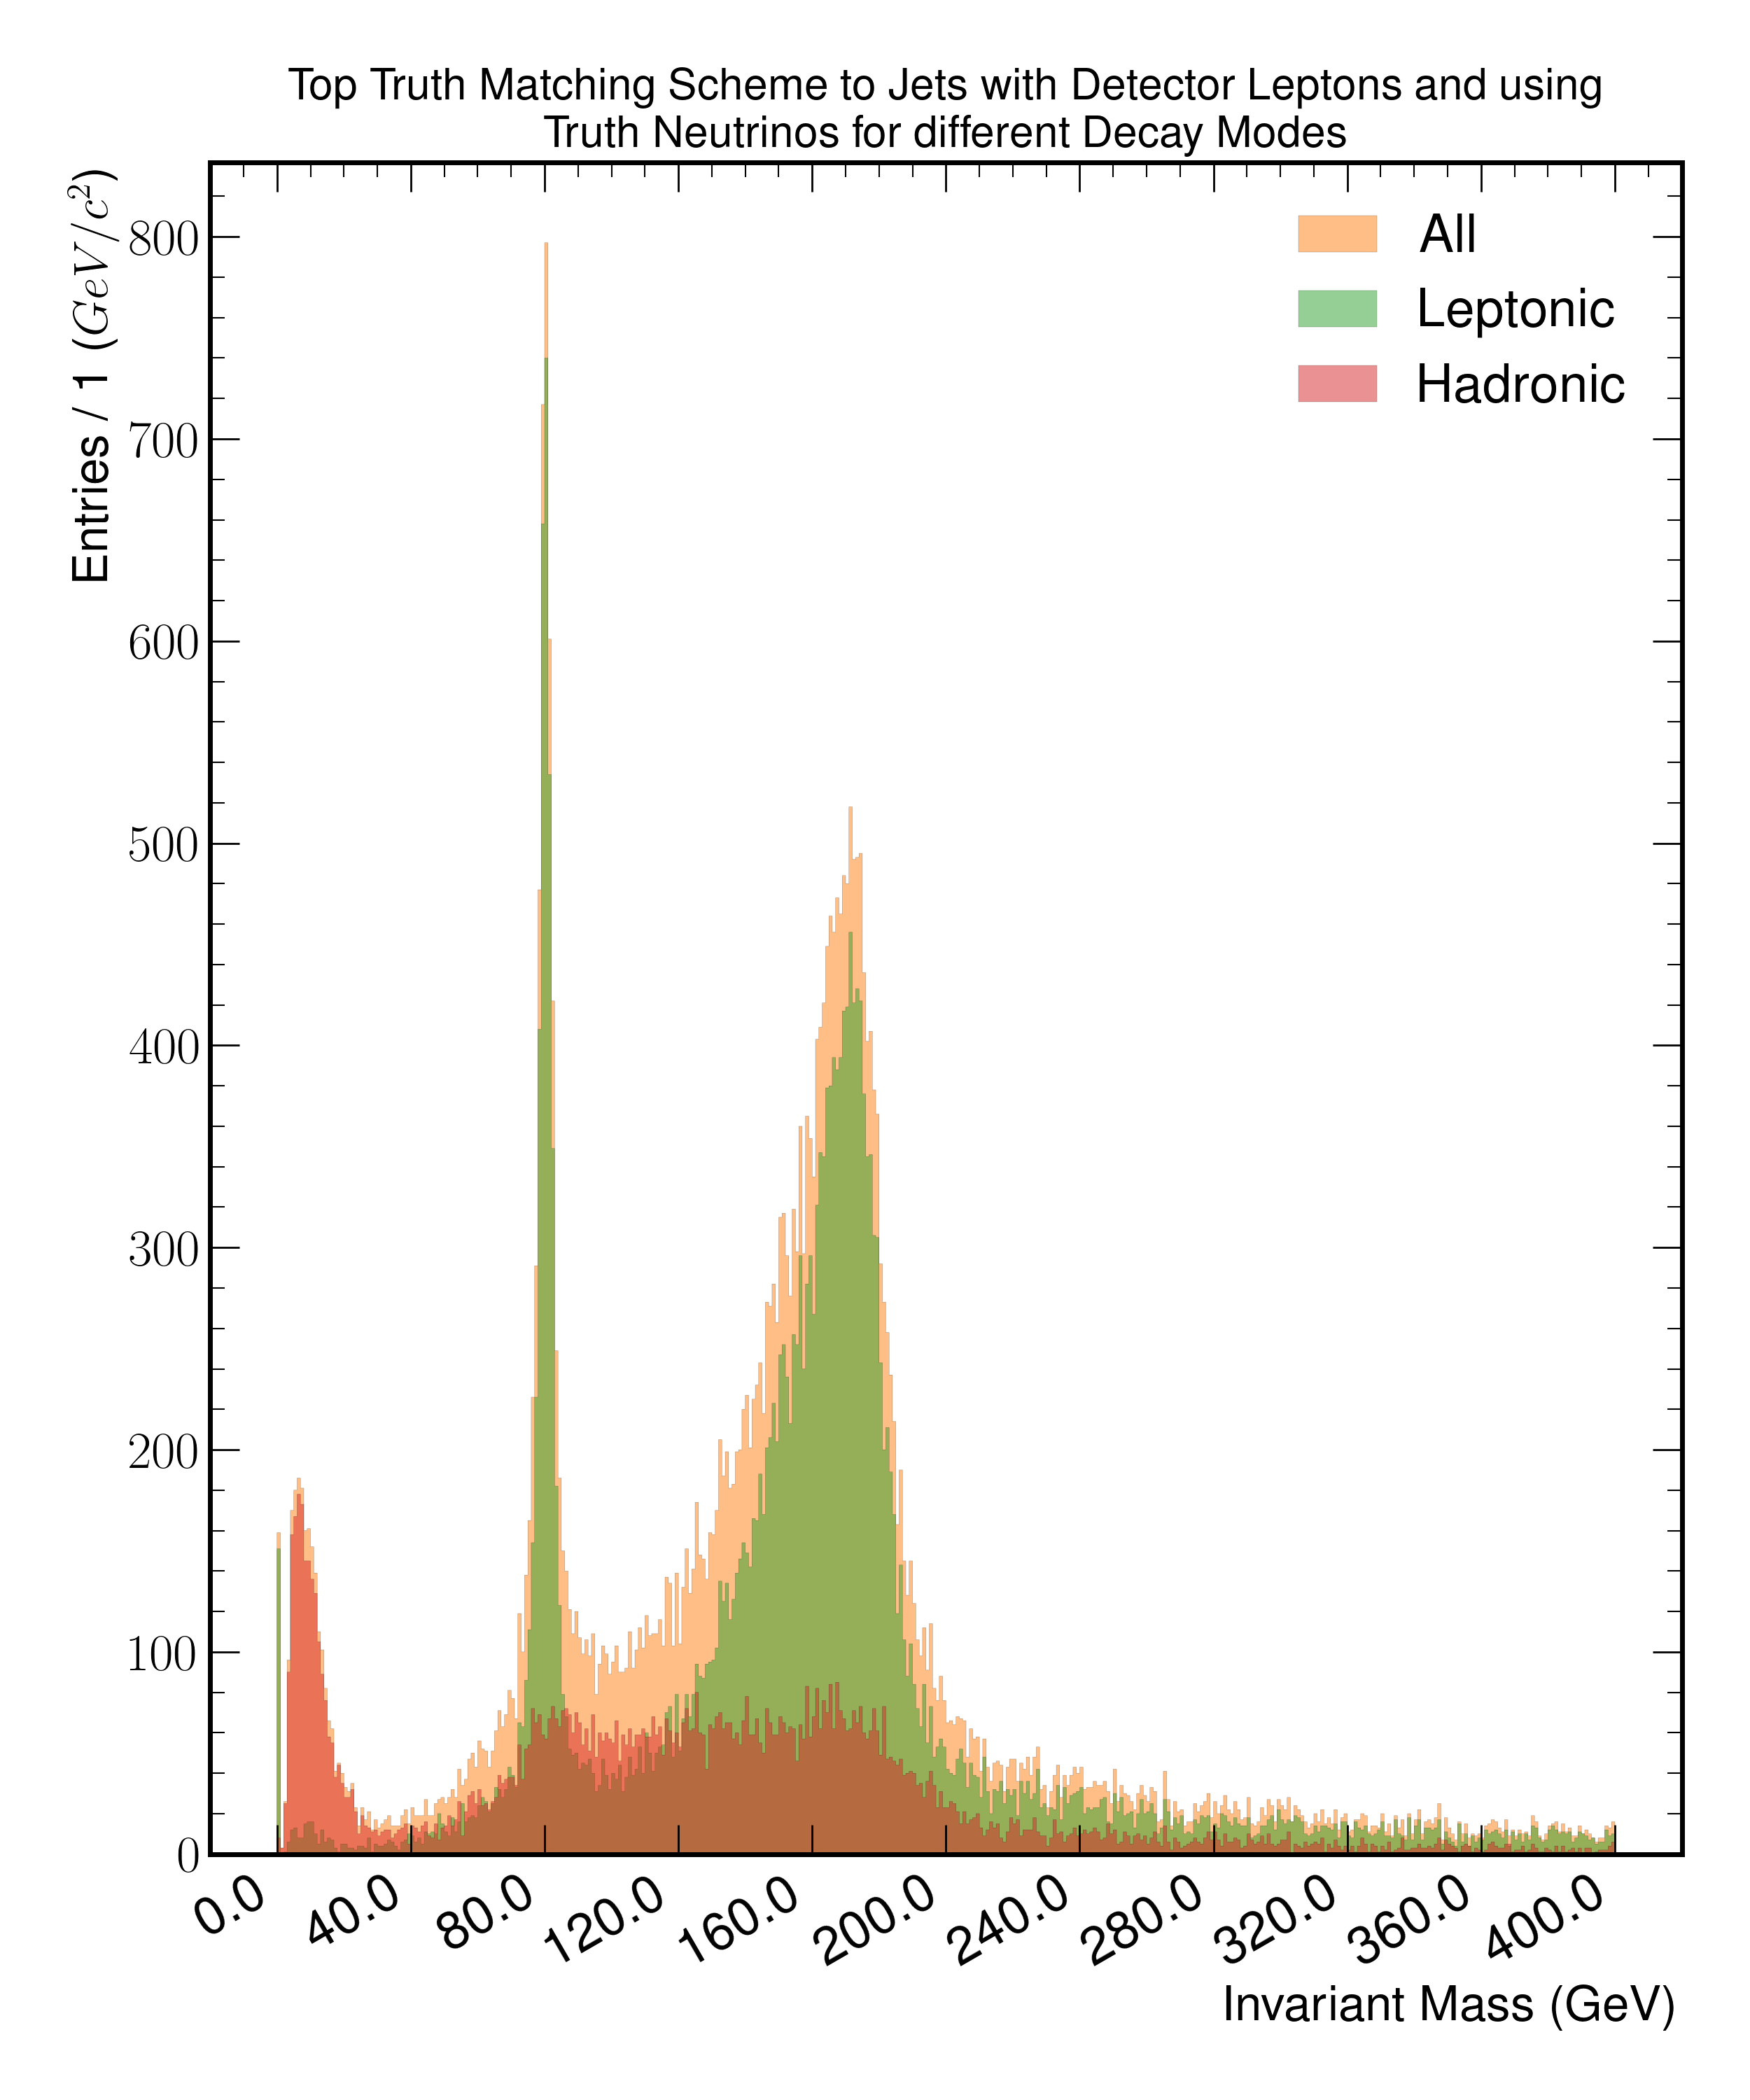 Top Truth Matching Scheme to Jets with Detector Leptons and using
Truth Neutrinos for different Decay Modes
Entries / 1 (GeV/c²)
800
700
600
500
400
300
200
100
0
All
Leptonic
Hadronic
0.0
40.0
80.0
120.0
160.0
200.0
240.0
280.0
320.0
360.0
400.0
Invariant Mass (GeV)